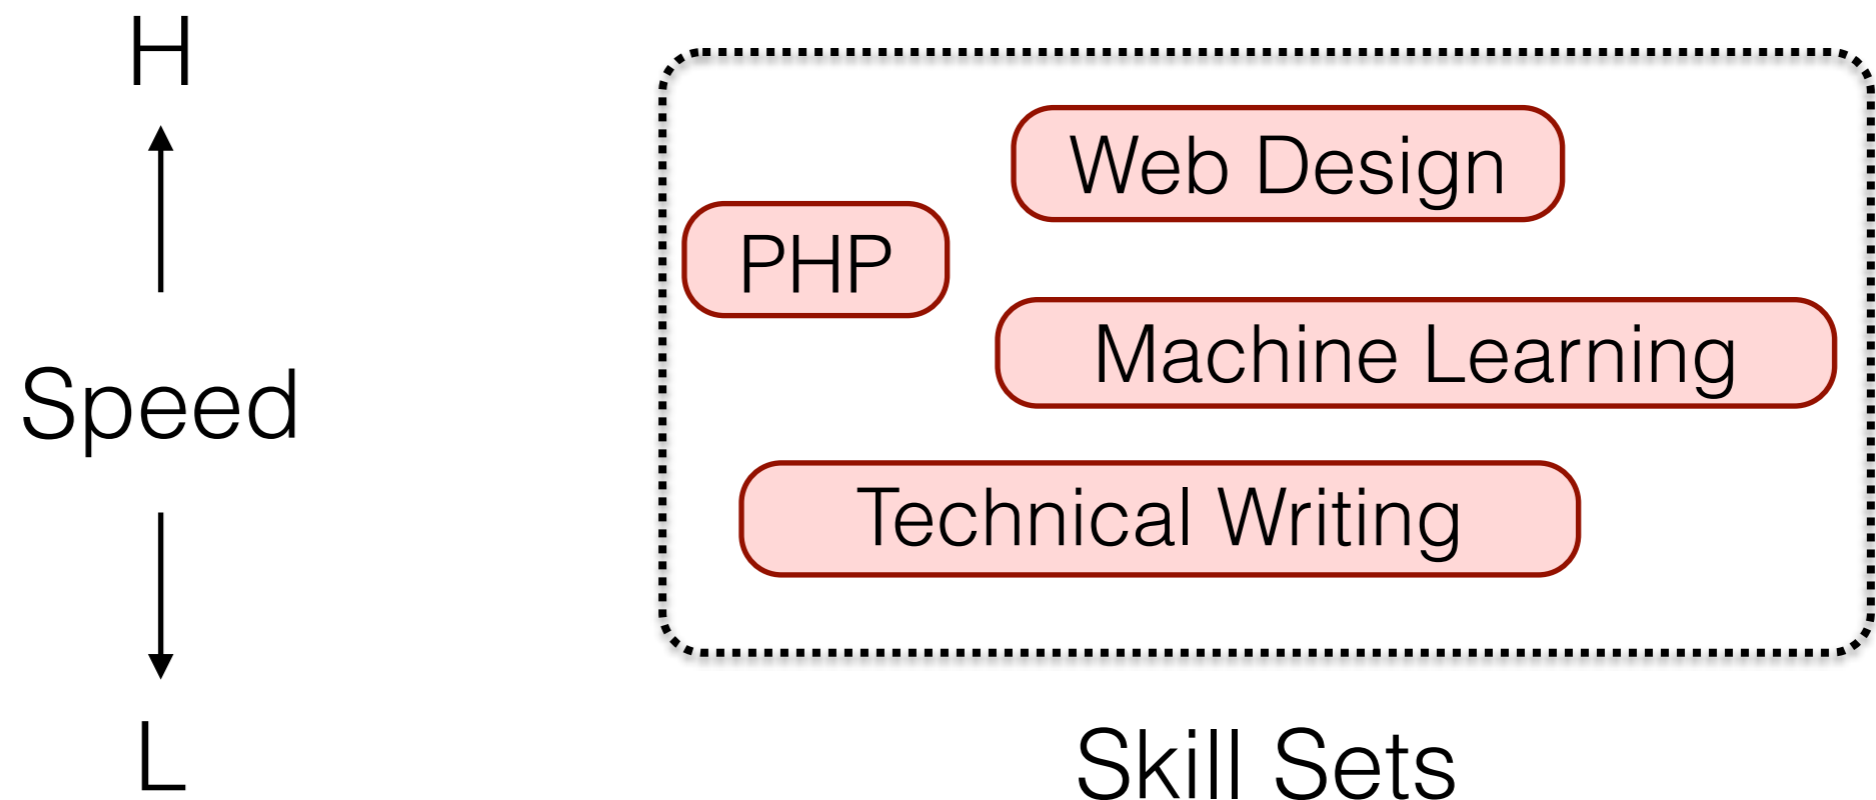 H
Speed
L
Web Design
PHP
Machine Learning
Technical Writing
Skill Sets